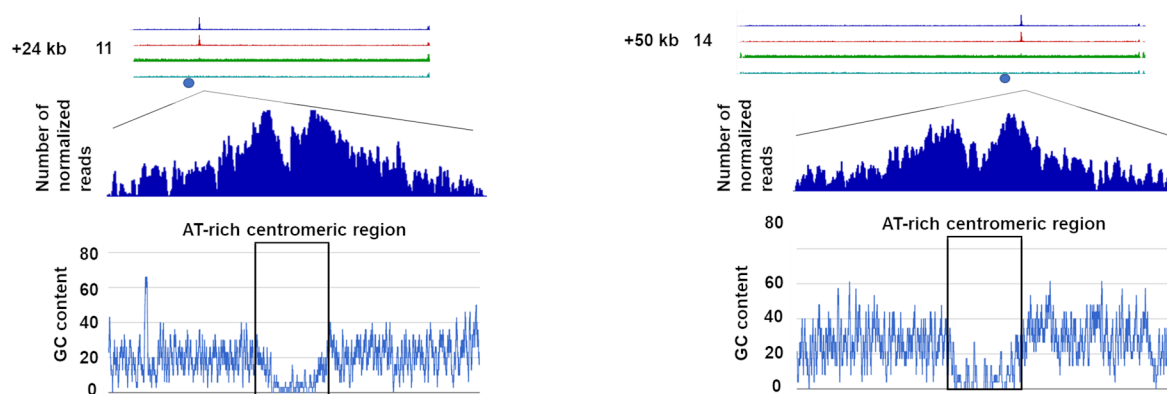 +24 kb 11
Number of
normalized
reads
AT-rich centromeric region
GC content
80
60
40
20
0
+50 kb 14
Number of
normalized
reads
AT-rich centromeric region
GC content
80
60
40
20
0